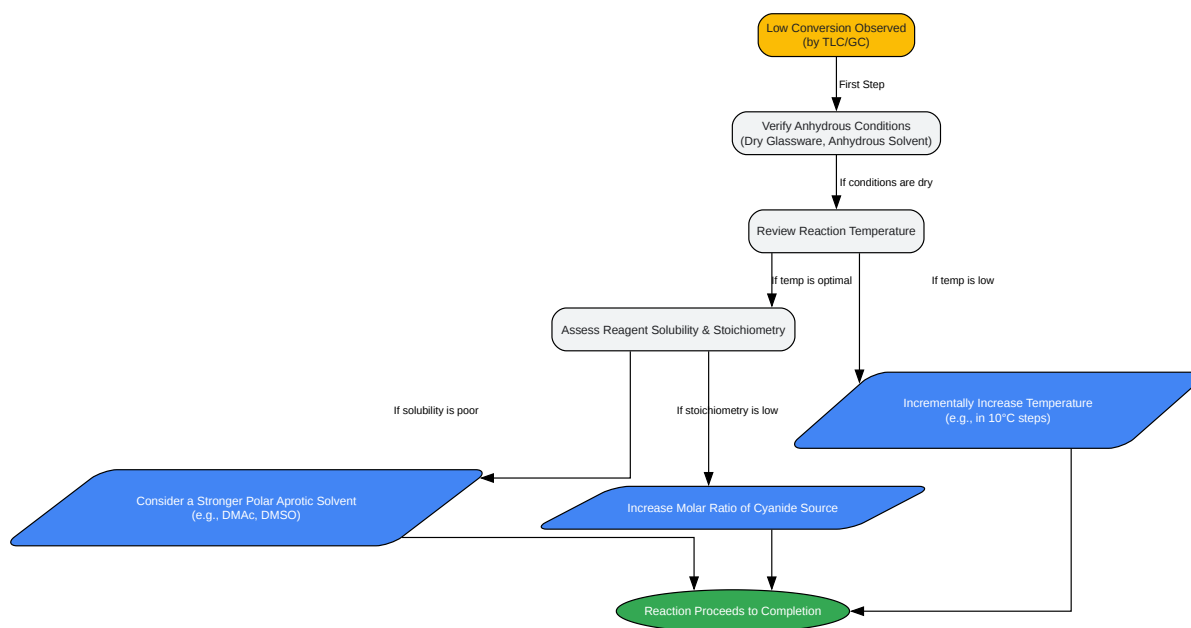 Low Conversion Observed
(by TLC/GC)
First Step
Verify Anhydrous Conditions
(Dry Glassware, Anhydrous Solvent)
If conditions are dry
Review Reaction Temperature
If temp is optimal
If temp is low
Assess Reagent Solubility & Stoichiometry
Incrementally Increase Temperature
(e.g., in 10°C steps)
If solubility is poor
If stoichiometry is low
Consider a Stronger Polar Aprotic Solvent
(e.g., DMAc, DMSO)
Increase Molar Ratio of Cyanide Source
Reaction Proceeds to Completion